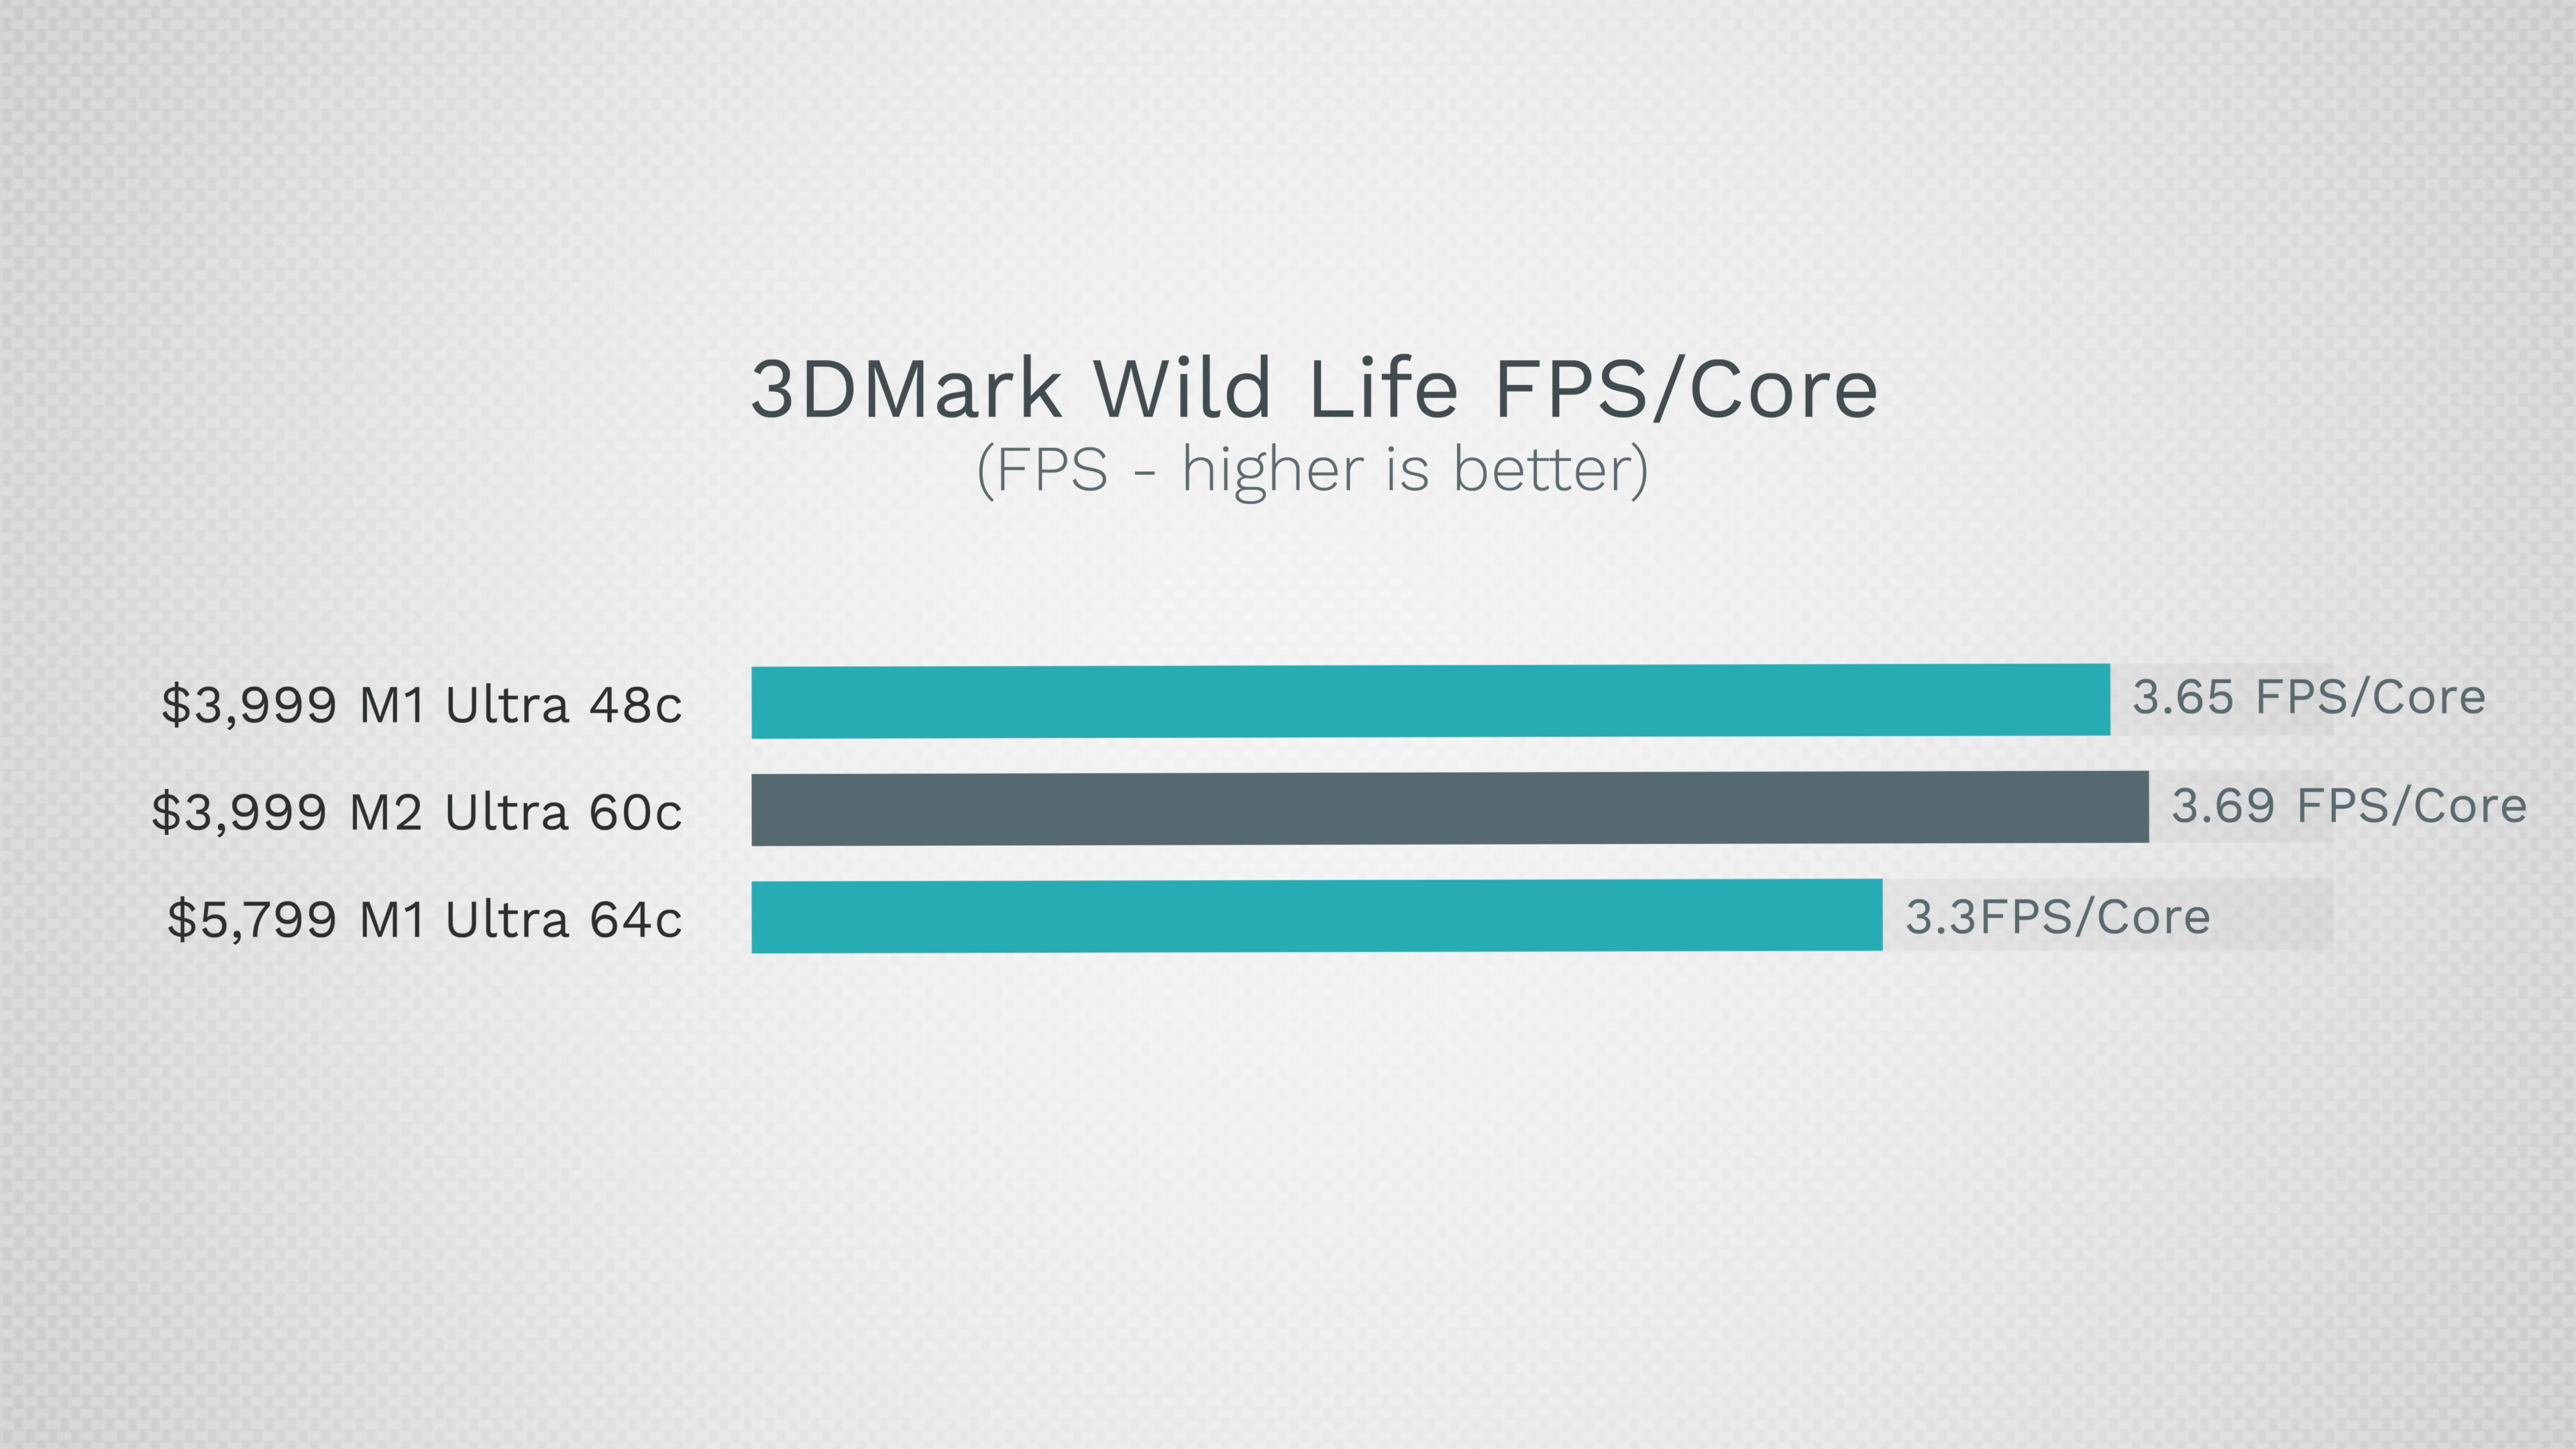 3DMark Wild Life FPS/Core
(FPS - higher is better)
$3,999 M1 Ultra 48c 3.65 FPS/Core
$3,999 M2 Ultra 60c 3.69 FPS/Core
$5,799 M1 Ultra 64c 3.3FPS/Core